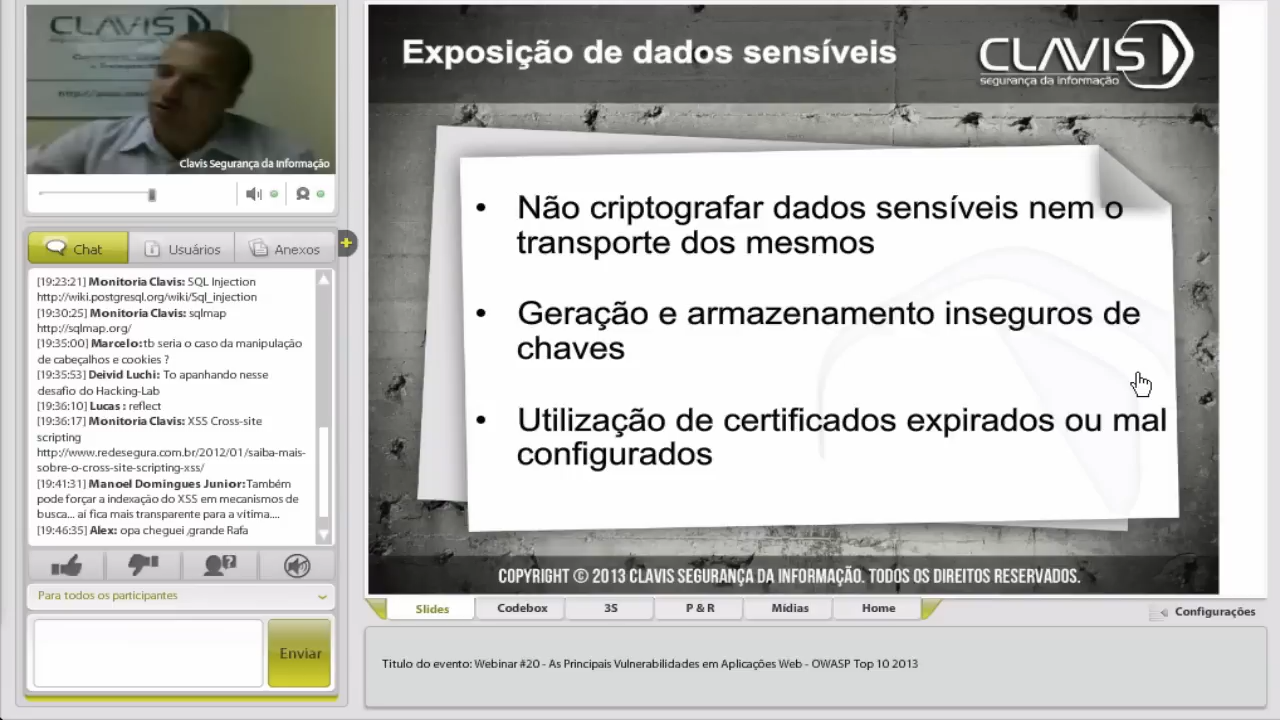 CLAVIS
Clavis Segurança da Informação
Chat
Usuários
Anexos
[19:23:21] Monitoria Clavis: SQL Injection
http://wiki.postgresql.org/wiki/Sql_injection
[19:30:25] Monitoria Clavis: sqlmap
http://sqlmap.org/
[19:35:00] Marcelo: tb seria o caso da manipulação
de cabeçalhos e cookies ?
[19:35:53] Deivid Luchi: To apanhando nesse
desafio do Hacking-Lab
[19:36:10] Lucas : reflect
[19:36:17] Monitoria Clavis: XSS Cross-site
scripting
http://www.redesegura.com.br/2012/01/saiba-mais-
sobre-o-cross-site-scripting-xss/
[19:41:31] Manoel Domingues Junior: Também
pode forçar a indexação do XSS em mecanismos de
busca... aí fica mais transparente para a vítima....
[19:46:35] Alex: opa cheguei ,grande Rafa
Para todos os participantes
Enviar
Exposição de dados sensíveis
CLAVIS
segurança da informação
• Não criptografar dados sensíveis nem o
transporte dos mesmos
• Geração e armazenamento inseguros de
chaves
• Utilização de certificados expirados ou mal
configurados
COPYRIGHT © 2013 CLAVIS SEGURANÇA DA INFORMAÇÃO. TODOS OS DIREITOS RESERVADOS.
Slides
Codebox
3S
P & R
Mídias
Home
Configurações
Titulo do evento: Webinar #20 - As Principais Vulnerabilidades em Aplicações Web - OWASP Top 10 2013